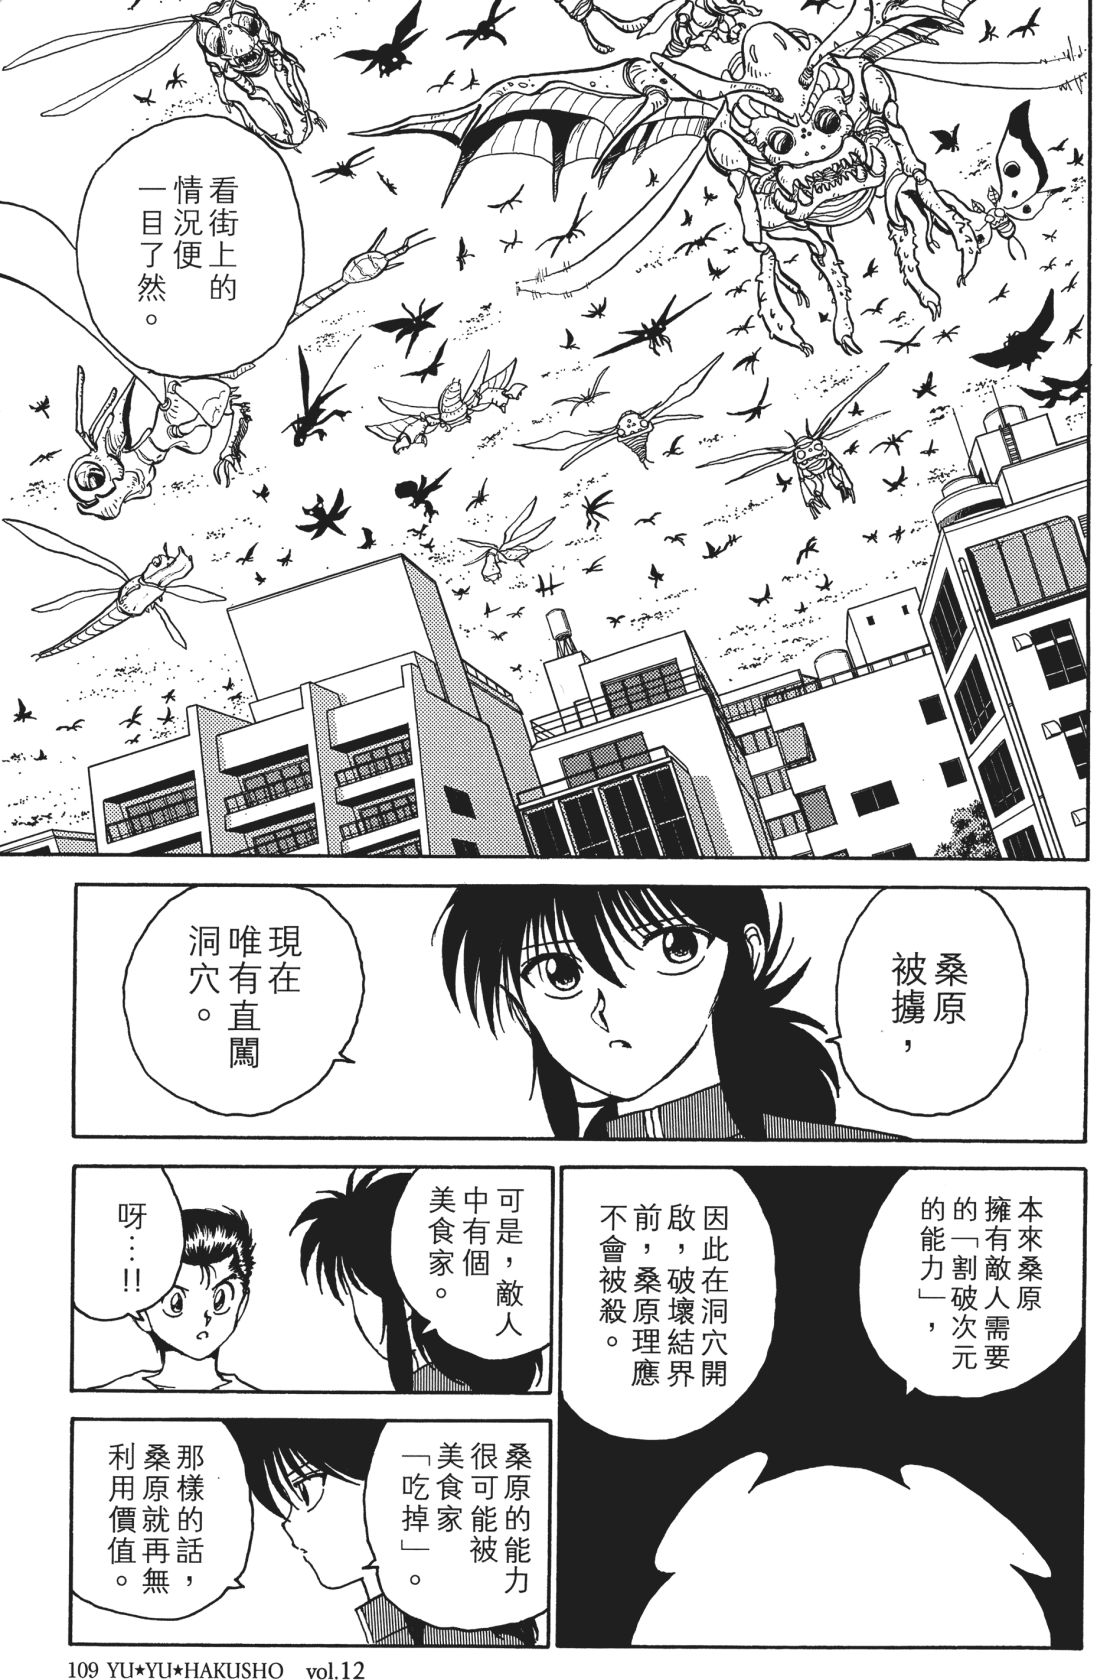 看街上的
情況便
一目了然。
桑原
被擄，
現在
唯有直闖
洞穴。
本來桑原
擁有敵人需要
的「割破次元
的能力」，
因此在洞穴開
啟，破壞結界
前，桑原理應
不會被殺。
可是，敵人
中有個
美食家。
呀…!!
桑原的能力
很可能被
美食家
「吃掉」。
那樣的話，
桑原就再無
利用價值。
109 YU★YU★HAKUSHO vol.12